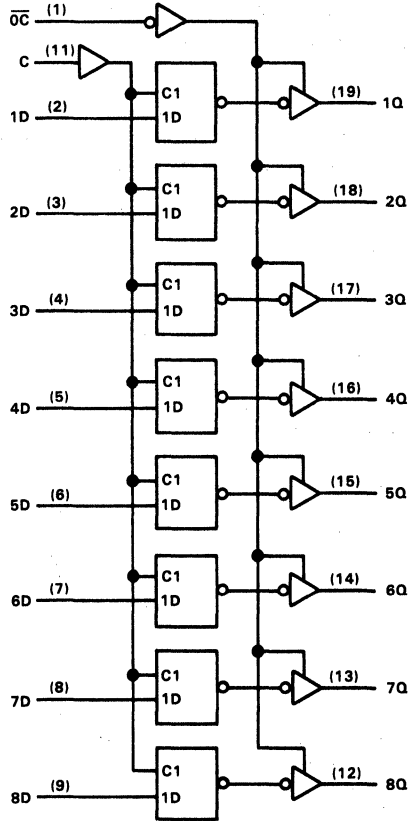 O̅C̅ (1)
C (11)
C1
(19)
1Q
1D (2)
1D
C1
(18)
2Q
2D (3)
1D
C1
(17)
3Q
3D (4)
1D
C1
(16)
4Q
4D (5)
1D
C1
(15)
5Q
5D (6)
1D
C1
(14)
6Q
6D (7)
1D
C1
(13)
7Q
7D (8)
1D
C1
(12)
8Q
8D (9)
1D